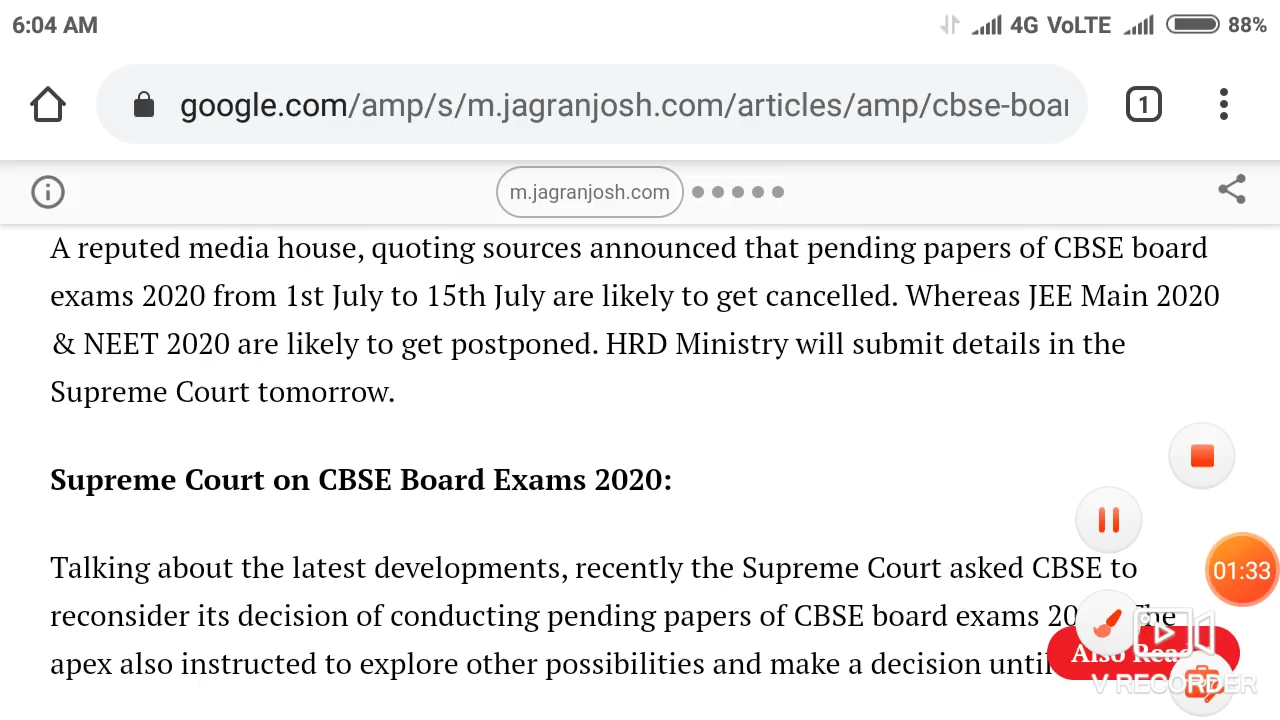 6:04 AM 4G VoLTE 88%
google.com/amp/s/m.jagranjosh.com/articles/amp/cbse-boar
1
m.jagranjosh.com
A reputed media house, quoting sources announced that pending papers of CBSE board
exams 2020 from 1st July to 15th July are likely to get cancelled. Whereas JEE Main 2020
& NEET 2020 are likely to get postponed. HRD Ministry will submit details in the
Supreme Court tomorrow.
Supreme Court on CBSE Board Exams 2020:
Talking about the latest developments, recently the Supreme Court asked CBSE to
01:33
reconsider its decision of conducting pending papers of CBSE board exams The
apex also instructed to explore other possibilities and make a decision until
Also Read
V RECORDER